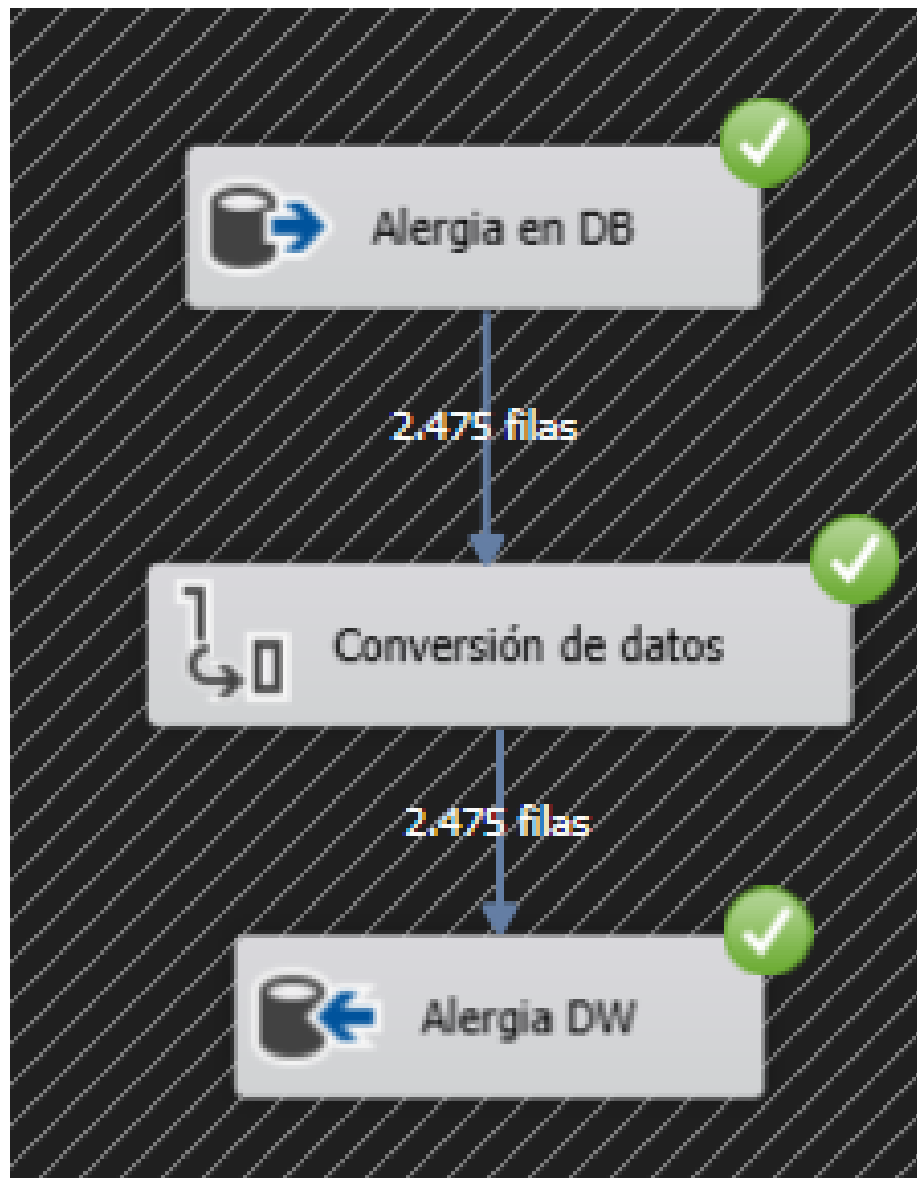 Alergia en DB
2.475 filas
Conversión de datos
2.475 filas
Alergia DW